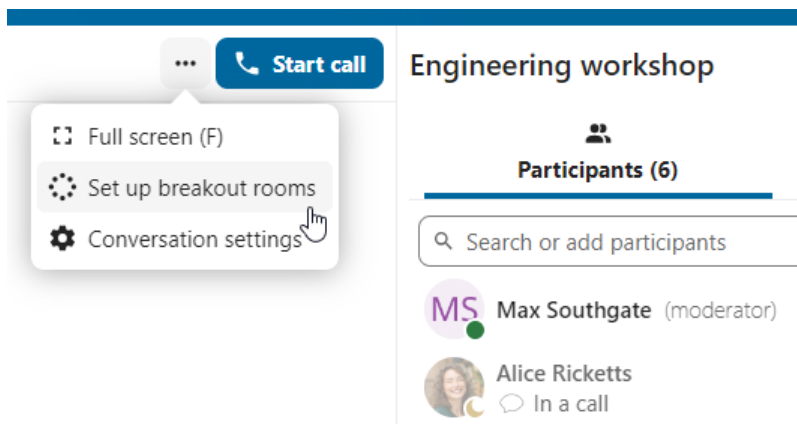 Start call
Full screen (F)
Set up breakout rooms
Conversation settings
Engineering workshop
Participants (6)
Search or add participants
MS Max Southgate (moderator)
Alice Ricketts
In a call